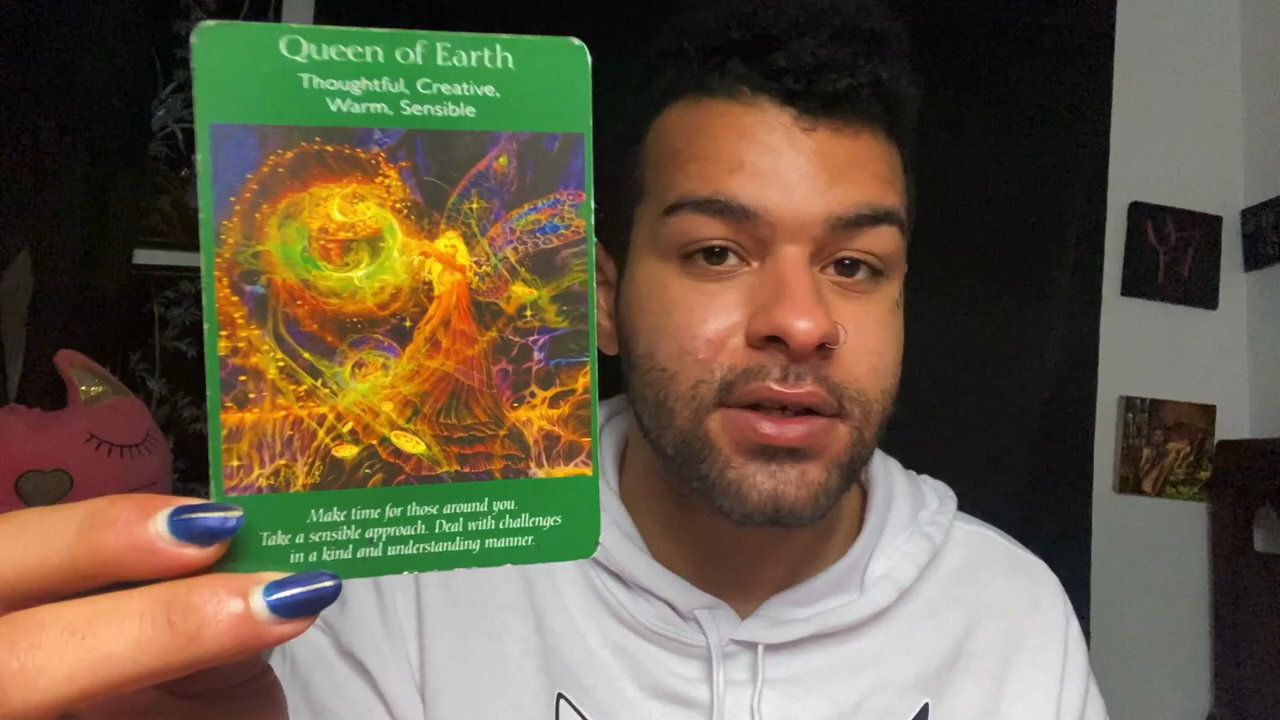 Queen of Earth
Thoughtful, Creative,
Warm, Sensible
Make time for those around you.
Take a sensible approach. Deal with challenges
in a kind and understanding manner.